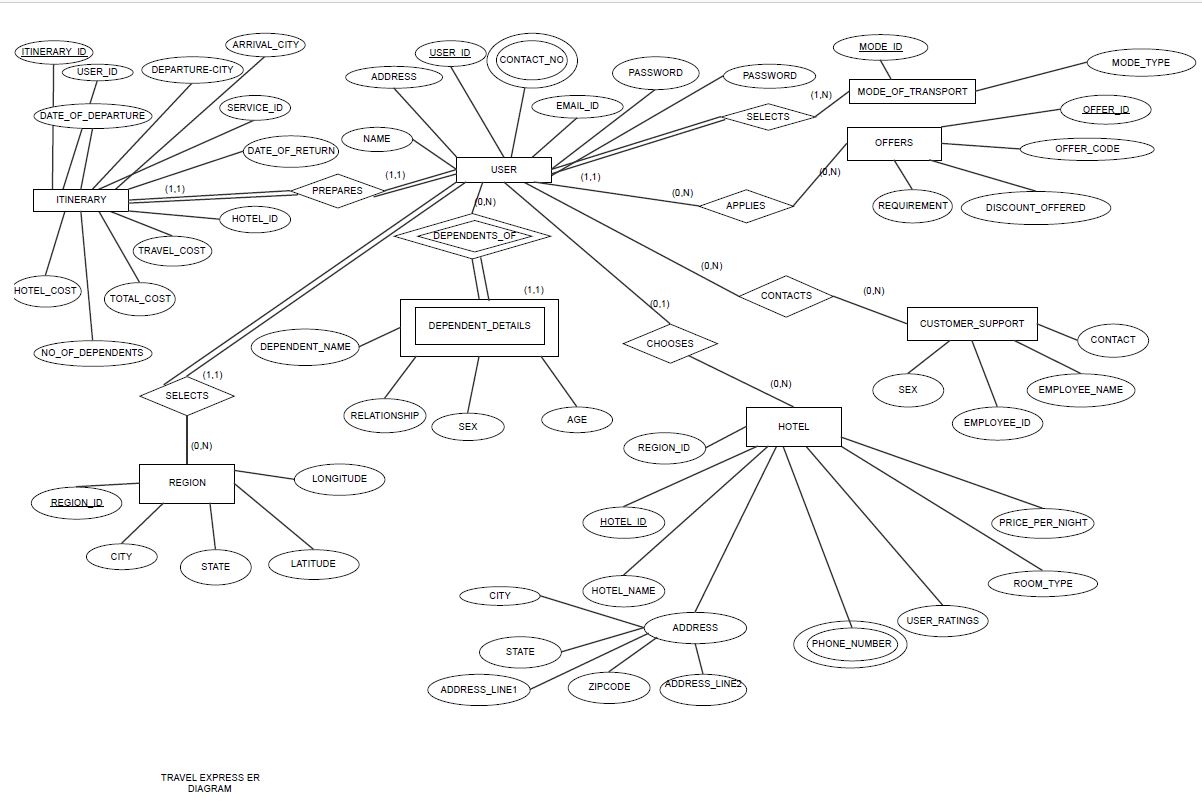 ITINERARY_ID
USER_ID
DEPARTURE-CITY
ARRIVAL_CITY
DATE_OF_DEPARTURE
SERVICE_ID
DATE_OF_RETURN
ITINERARY
HOTEL_ID
TRAVEL_COST
HOTEL_COST
TOTAL_COST
NO_OF_DEPENDENTS
(1,1)
PREPARES
(1,1)
USER_ID
CONTACT_NO
ADDRESS
EMAIL_ID
PASSWORD
PASSWORD
NAME
USER
SELECTS
(1,N)
MODE_ID
MODE_TYPE
MODE_OF_TRANSPORT
OFFER_ID
OFFERS
OFFER_CODE
REQUIREMENT
DISCOUNT_OFFERED
(1,1)
(0,N)
APPLIES
(0,N)
(0,N)
DEPENDENTS_OF
(1,1)
DEPENDENT_DETAILS
DEPENDENT_NAME
RELATIONSHIP
SEX
AGE
(0,N)
CONTACTS
(0,N)
CUSTOMER_SUPPORT
CONTACT
SEX
EMPLOYEE_NAME
EMPLOYEE_ID
(0,1)
CHOOSES
(0,N)
HOTEL
REGION_ID
HOTEL_ID
HOTEL_NAME
PRICE_PER_NIGHT
ROOM_TYPE
USER_RATINGS
PHONE_NUMBER
ADDRESS
CITY
STATE
ADDRESS_LINE1
ZIPCODE
ADDRESS_LINE2
(1,1)
SELECTS
(0,N)
REGION
LONGITUDE
REGION_ID
CITY
STATE
LATITUDE
TRAVEL EXPRESS ER
DIAGRAM